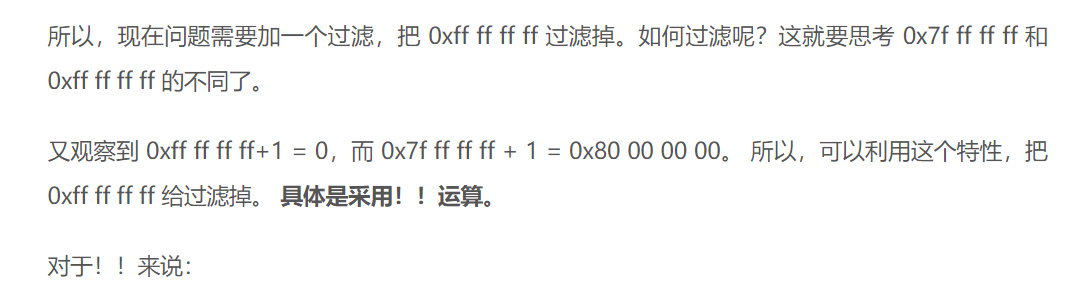 所以，现在问题需要加一个过滤，把 0xff ff ff ff 过滤掉。如何过滤呢？这就要思考 0x7f ff ff ff 和
0xff ff ff ff 的不同了。
又观察到 0xff ff ff ff+1 = 0，而 0x7f ff ff ff + 1 = 0x80 00 00 00。 所以，可以利用这个特性，把
0xff ff ff ff 给过滤掉。 具体是采用！！运算。
对于！！来说：